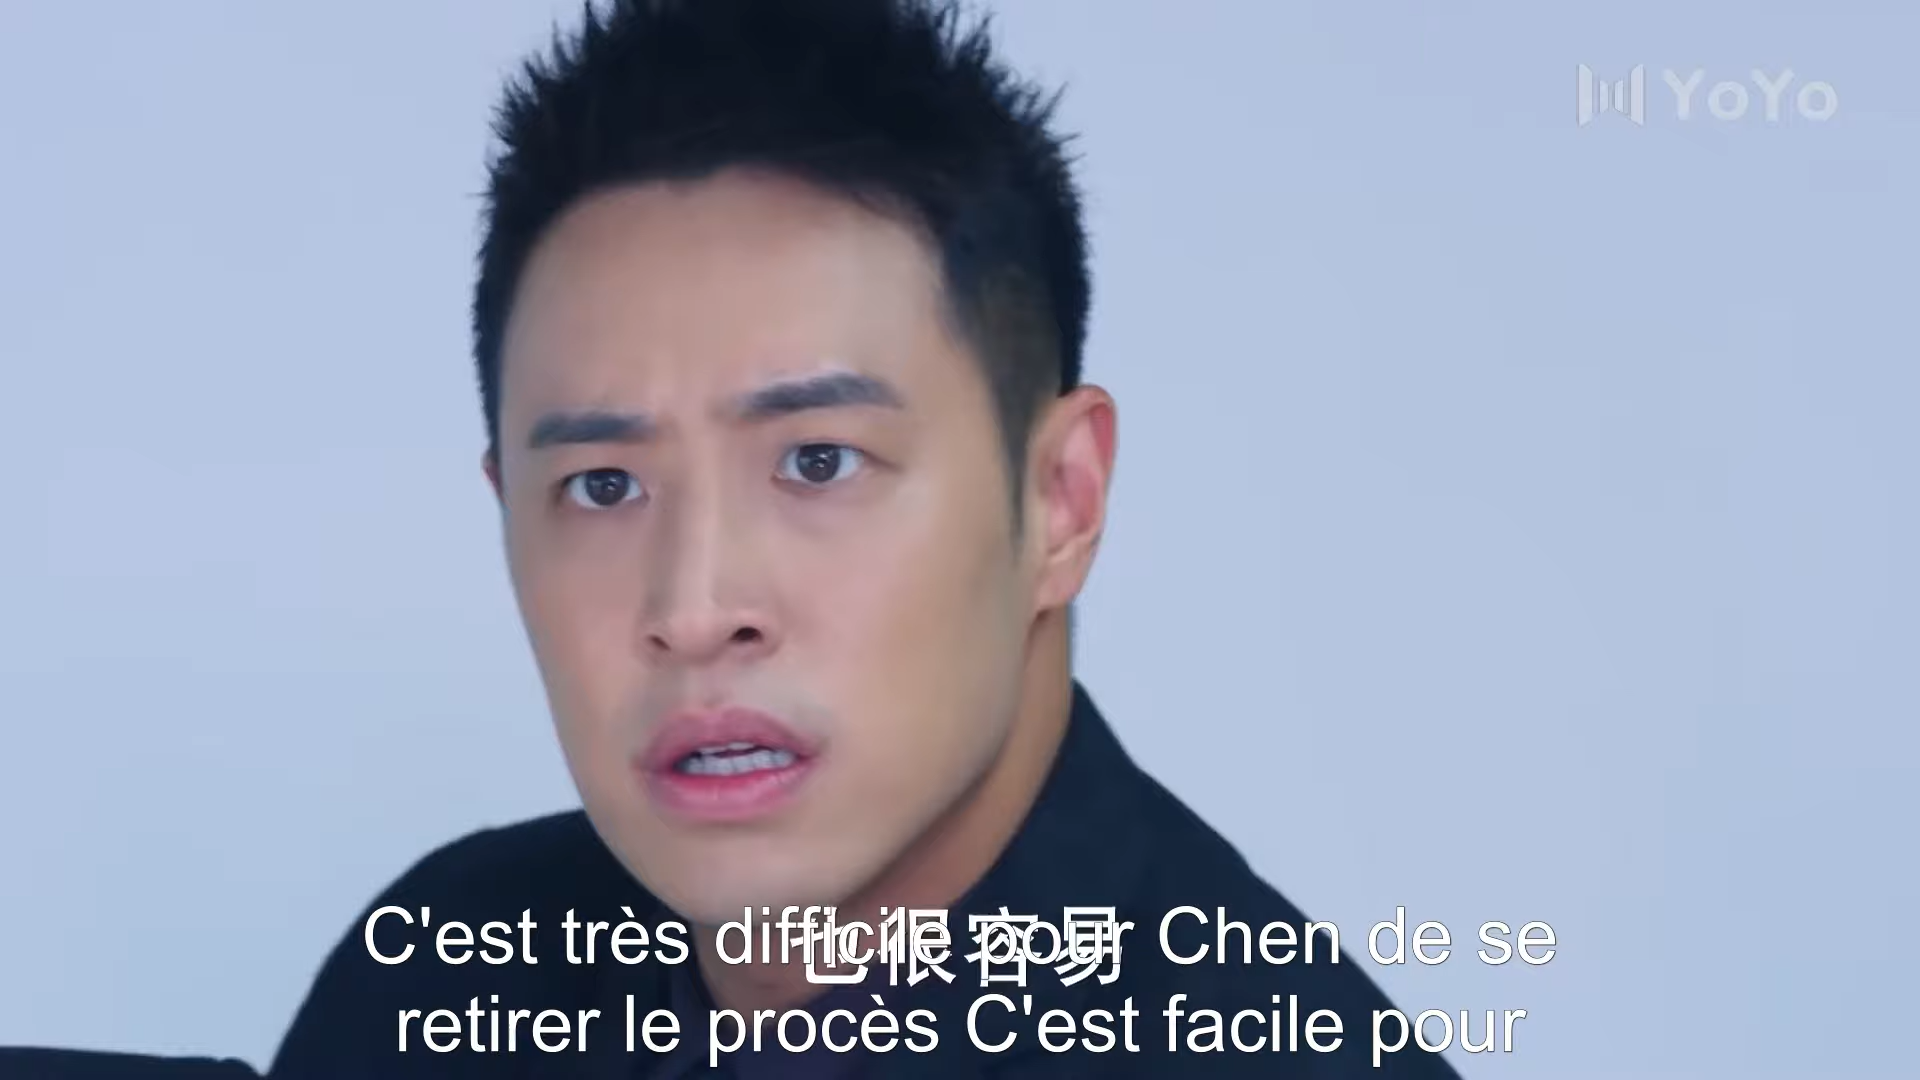 YoYo
C'est très difficile pour Chen de se
也很容易
retirer le procès C'est facile pour